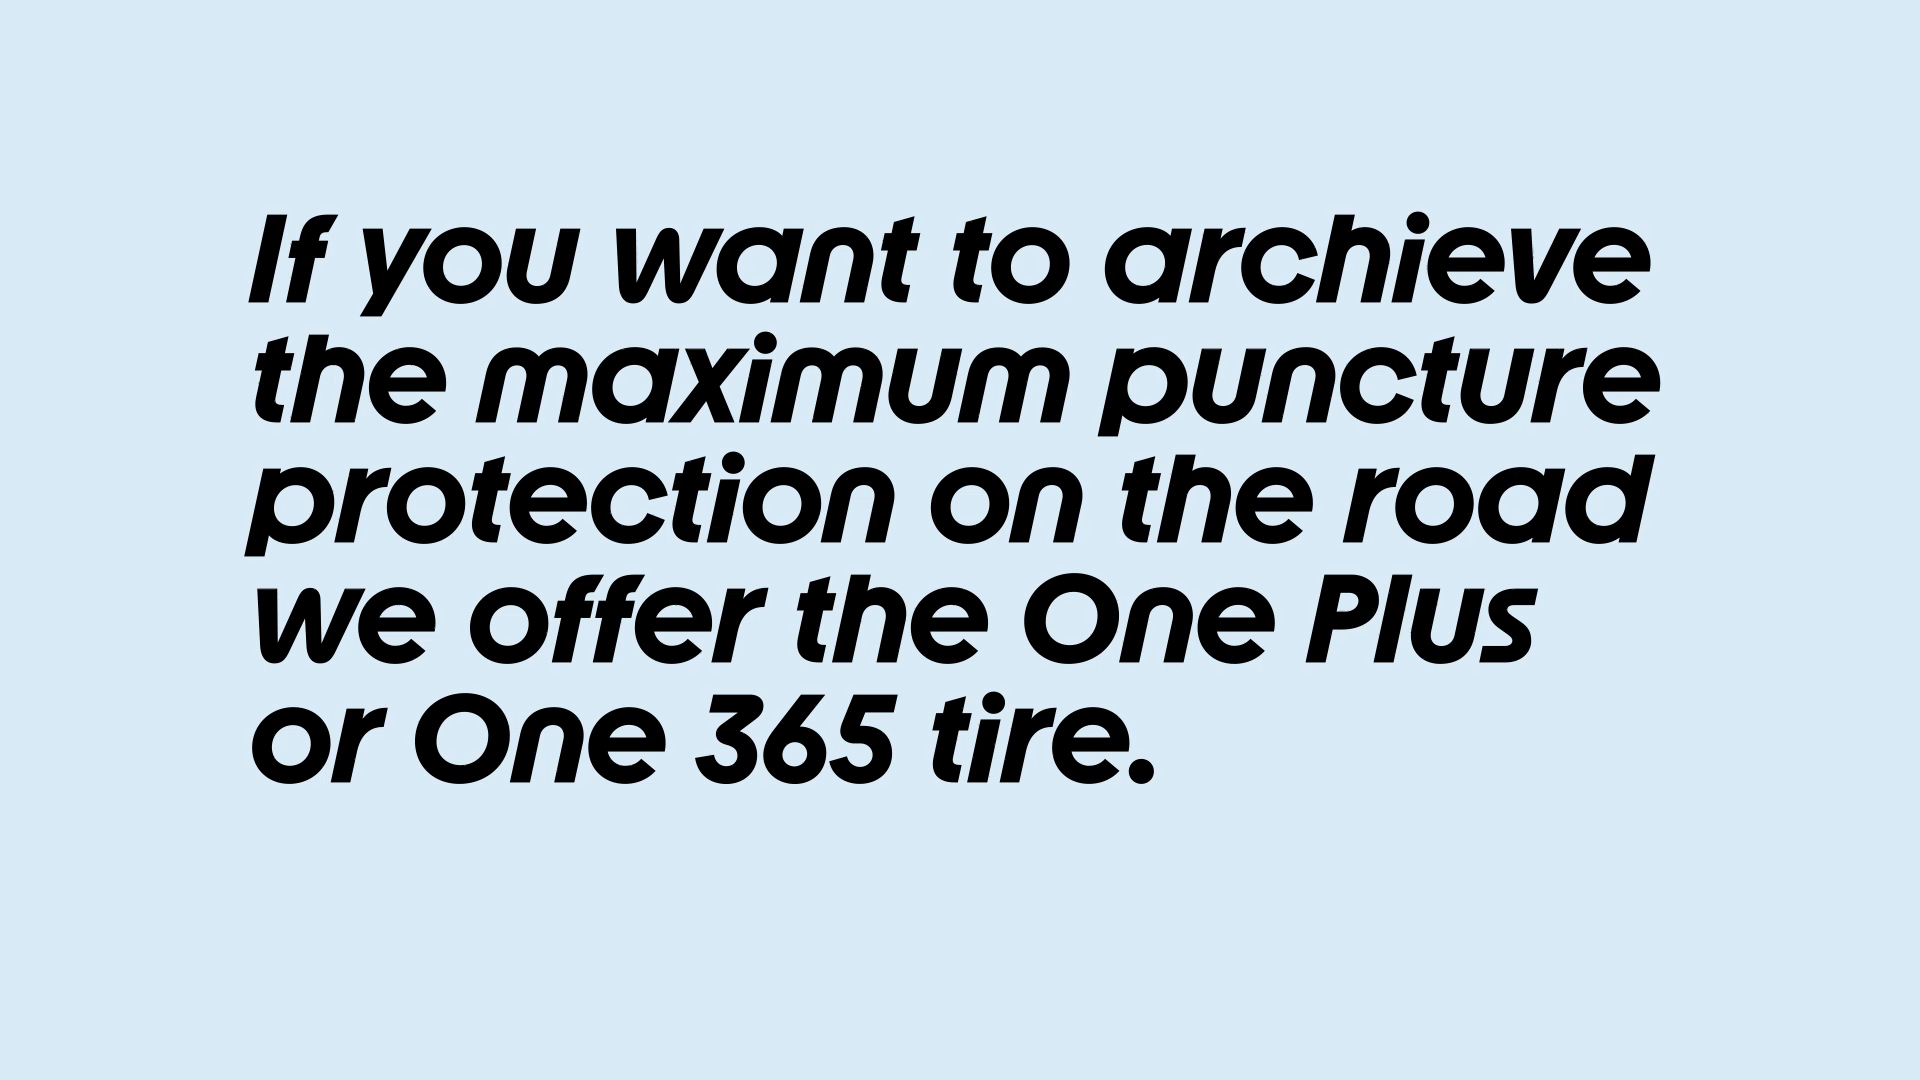 If you want to archieve
the maximum puncture
protection on the road
we offer the One Plus
or One 365 tire.